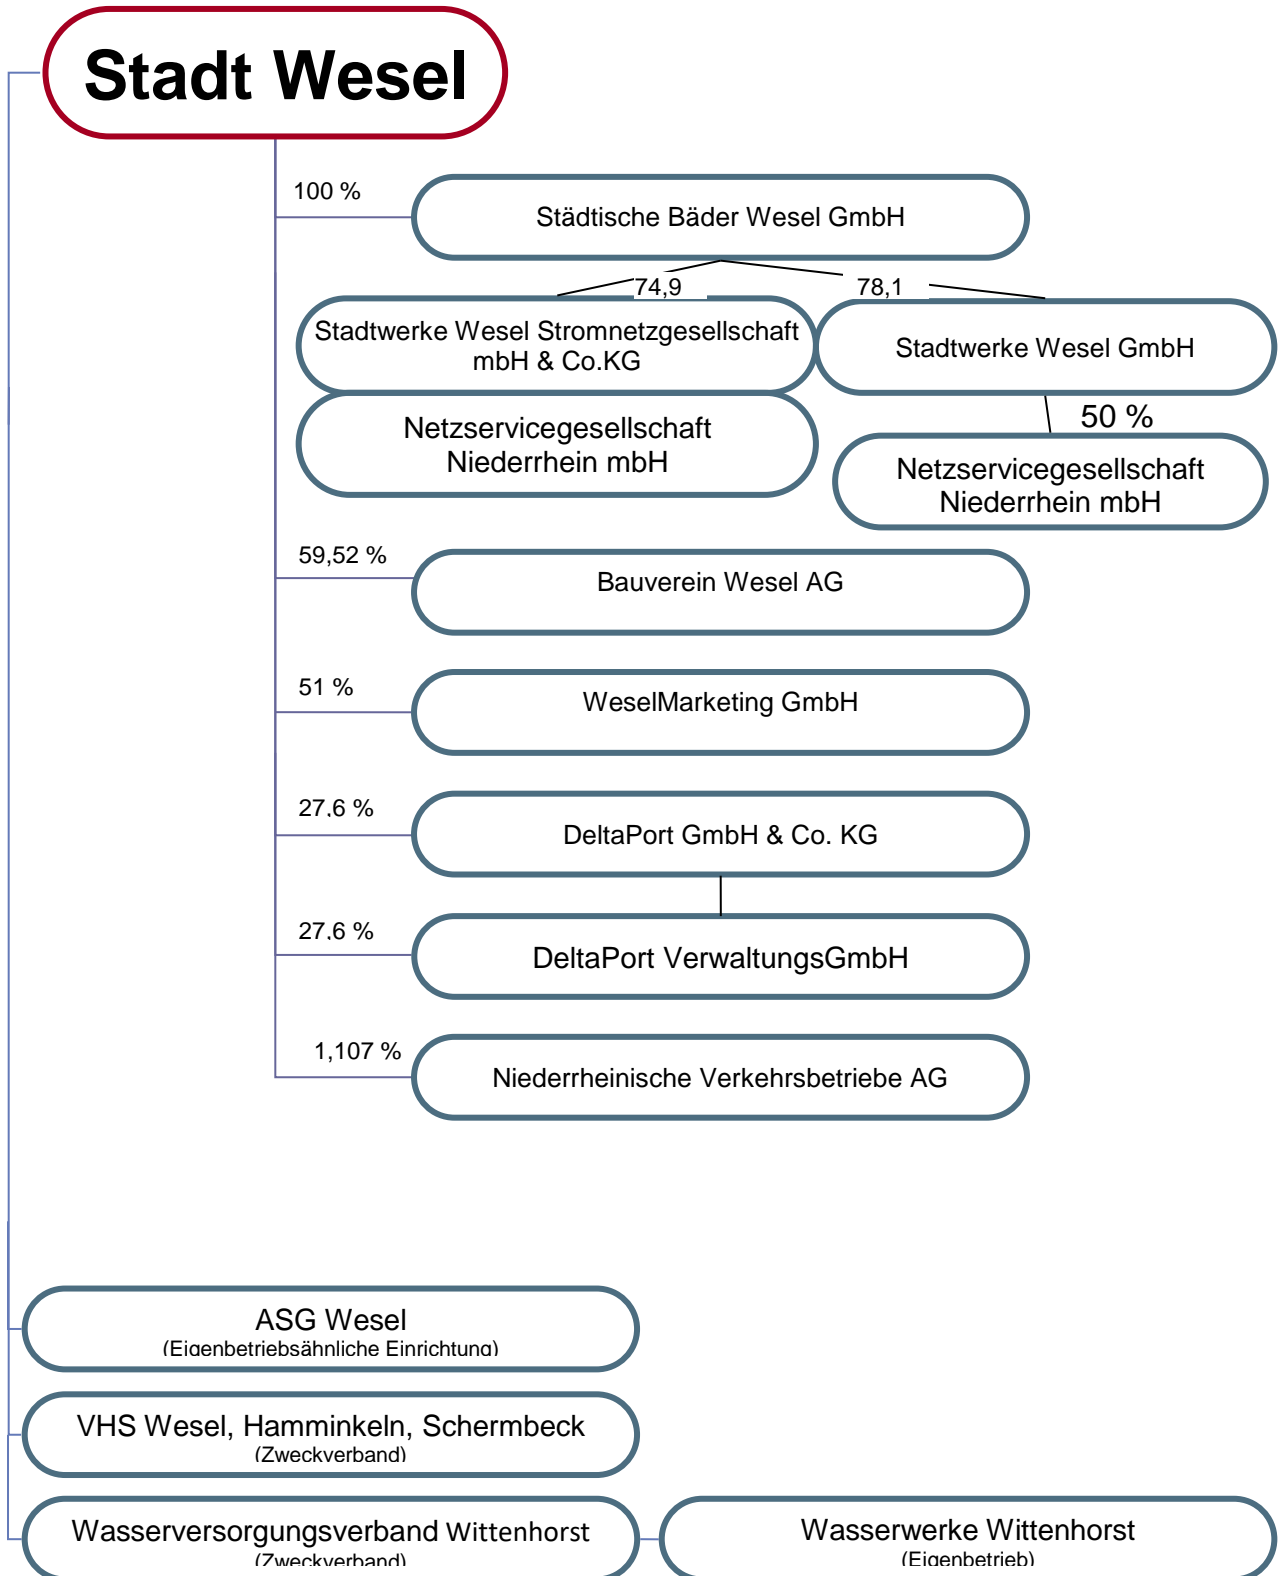 Stadt Wesel
100 %
Städtische Bäder Wesel GmbH
74,9
78,1
Stadtwerke Wesel Stromnetzgesellschaft
mbH & Co.KG
Stadtwerke Wesel GmbH
50 %
Netzservicegesellschaft
Niederrhein mbH
Netzservicegesellschaft
Niederrhein mbH
59,52 %
Bauverein Wesel AG
51 %
WeselMarketing GmbH
27,6 %
DeltaPort GmbH & Co. KG
27,6 %
DeltaPort VerwaltungsGmbH
1,107 %
Niederrheinische Verkehrsbetriebe AG
ASG Wesel
(Eigenbetriebsähnliche Einrichtung)
VHS Wesel, Hamminkeln, Schermbeck
(Zweckverband)
Wasserversorgungsverband Wittenhorst
(Zweckverband)
Wasserwerke Wittenhorst
(Eigenbetrieb)